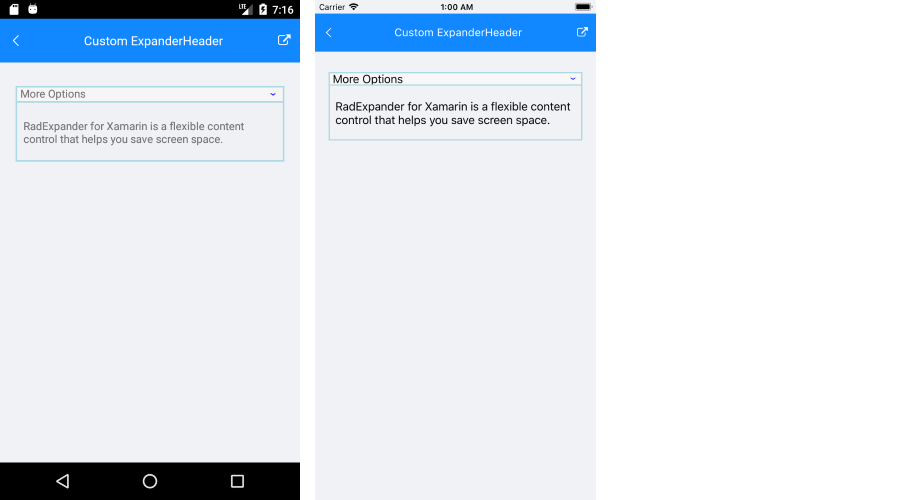 LTE 7:16
Custom ExpanderHeader
More Options
RadExpander for Xamarin is a flexible content
control that helps you save screen space.
Carrier 1:00 AM
Custom ExpanderHeader
More Options
RadExpander for Xamarin is a flexible content
control that helps you save screen space.